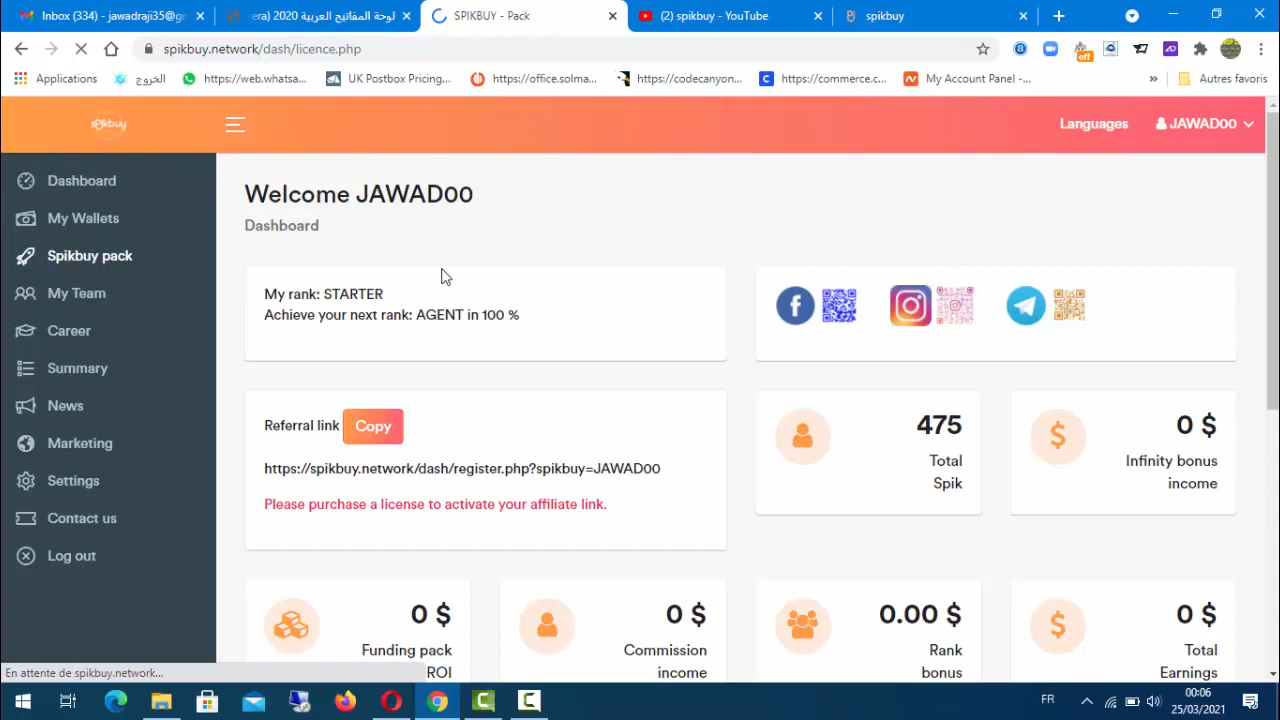 Inbox (334) - jawadraji35@gm
لوحة المفاتيح العربية 2020 (era
SPIKBUY - Pack
(2) spikbuy - YouTube
spikbuy
spikbuy.network/dash/licence.php
off
Applications
الخروج
https://web.whatsa...
UK Postbox Pricing...
https://office.solma...
https://codecanyon...
https://commerce.c...
My Account Panel -...
»
Autres favoris
spikbuy
Languages
JAWAD00
Dashboard
My Wallets
Spikbuy pack
My Team
Career
Summary
News
Marketing
Settings
Contact us
Log out
Welcome JAWAD00
Dashboard
My rank: STARTER
Achieve your next rank: AGENT in 100 %
Referral link Copy
https://spikbuy.network/dash/register.php?spikbuy=JAWAD00
Please purchase a license to activate your affiliate link.
475
Total
Spik
0 $
Infinity bonus
income
0 $
Funding pack
ROI
0 $
Commission
income
0.00 $
Rank
bonus
0 $
Total
Earnings
En attente de spikbuy.network...
FR
00:06
25/03/2021